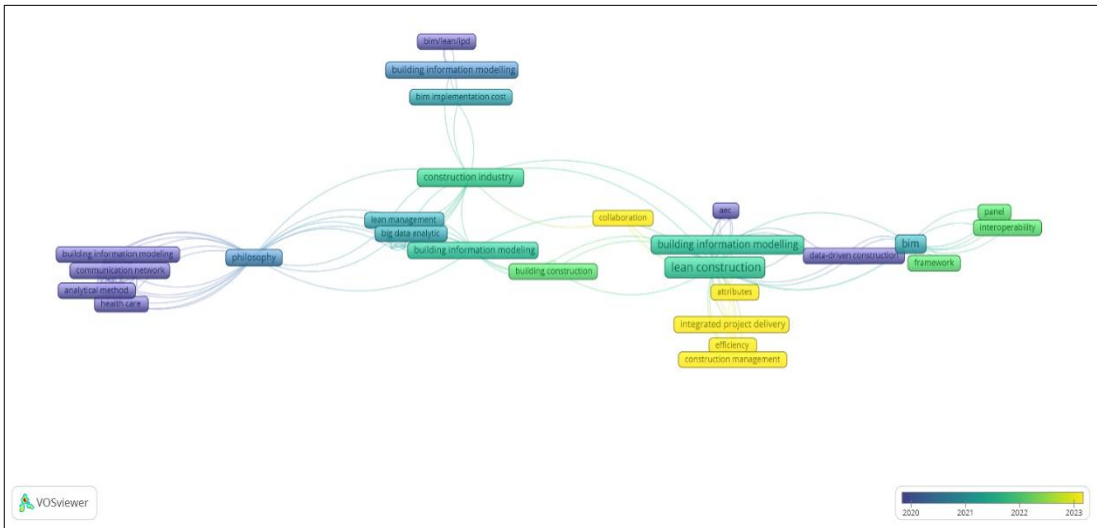 bim/lean/ipd
building information modelling
bim implementation cost
construction industry
collaboration
aec
panel
lean management
interoperability
big data analytic
building information modelling
bim
building information modeling
building information modeling
data-driven construction
philosophy
framework
lean construction
communication network
building construction
analytical method
attributes
health care
integrated project delivery
efficiency
construction management
VOSviewer
2020 2021 2022 2023